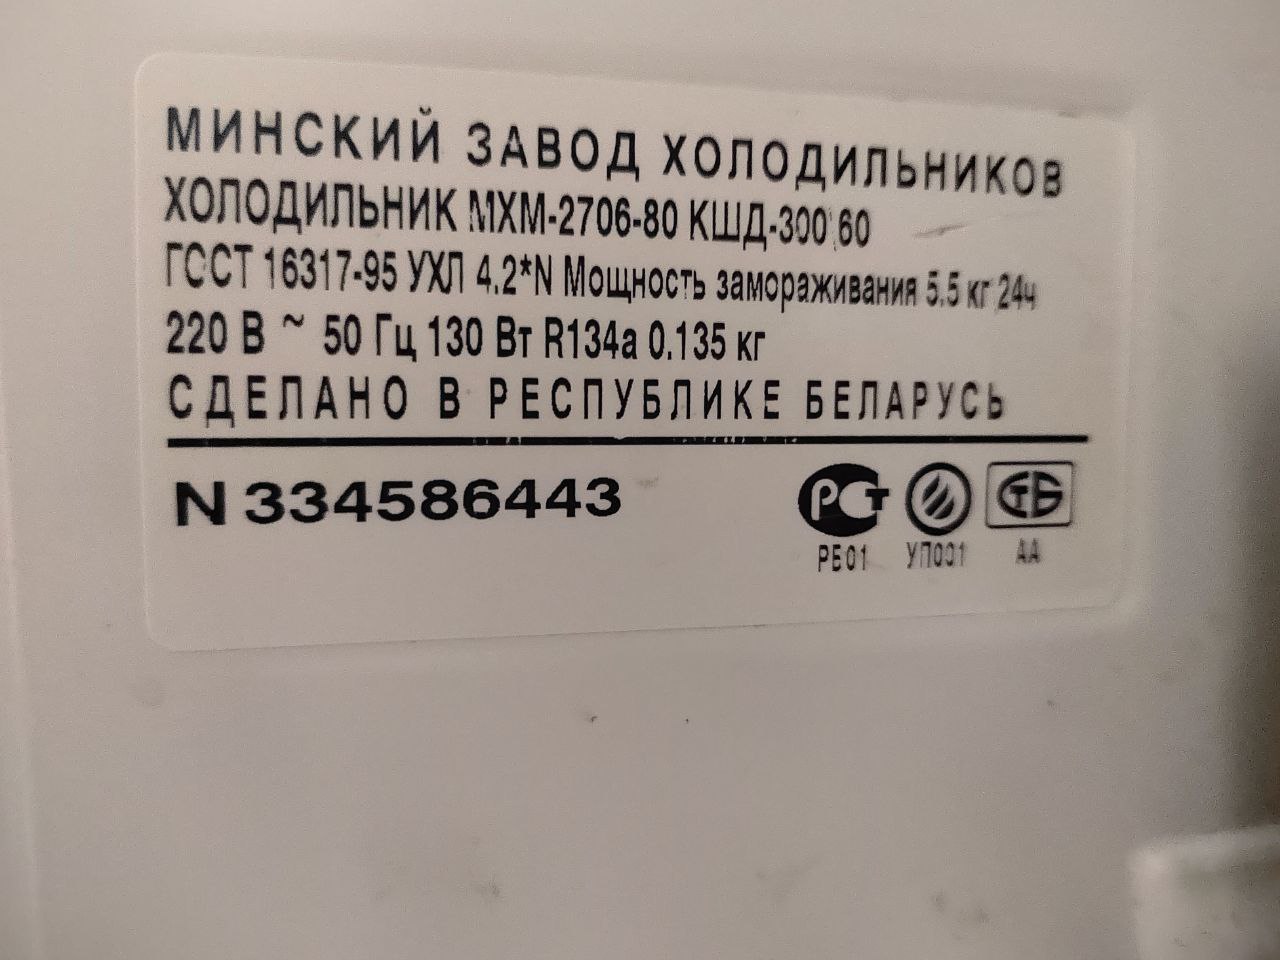 МИНСКИЙ ЗАВОД ХОЛОДИЛЬНИКОВ
ХОЛОДИЛЬНИК МХМ-2706-80 КШД-300/60
ГОСТ 16317-95 УХЛ 4.2*N Мощность замораживания 5.5 кг/24ч
220 В ~ 50 Гц 130 Вт R134a 0.135 кг
СДЕЛАНО В РЕСПУБЛИКЕ БЕЛАРУСЬ
N 334586443
РСТ СТБ
РБ01 УП001 АА